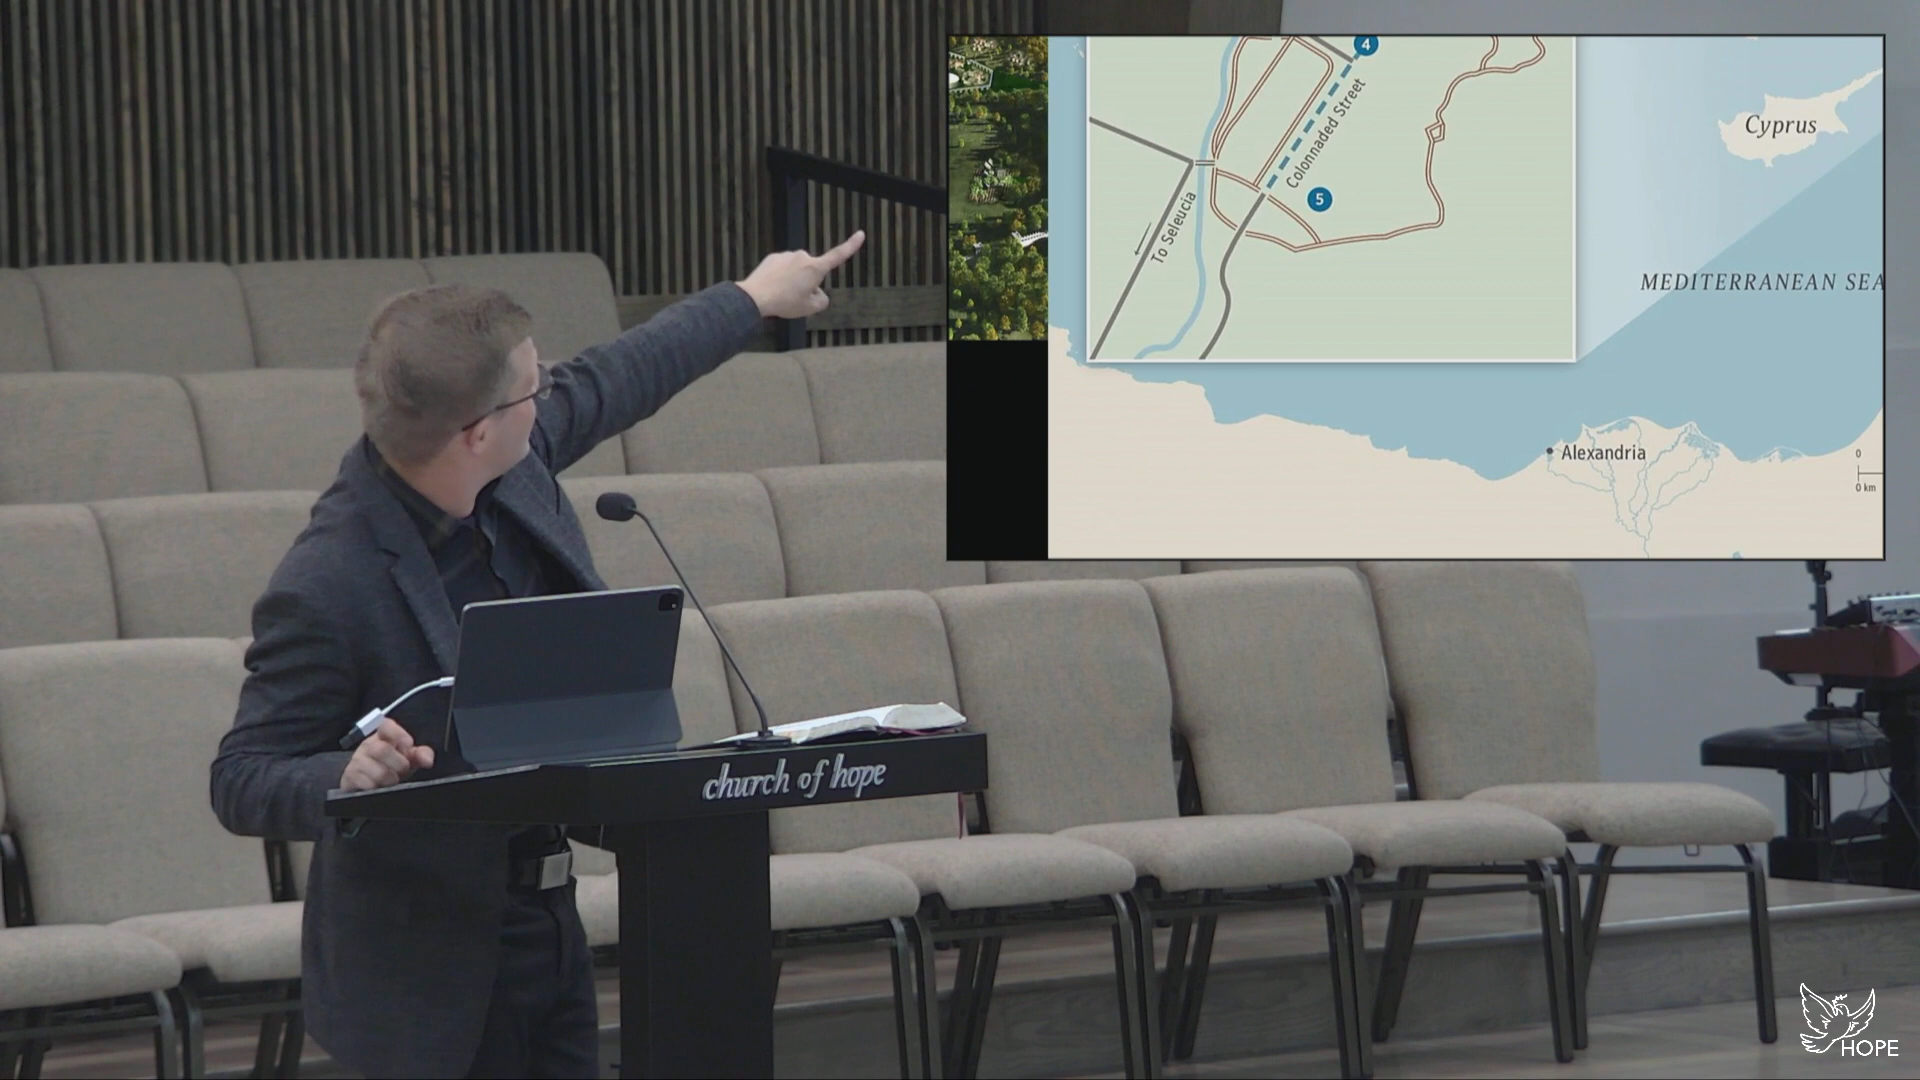 4
Colonnaded Street
5
To Seleucia
Cyprus
MEDITERRANEAN SEA
Alexandria
0
0 km
church of hope
HOPE